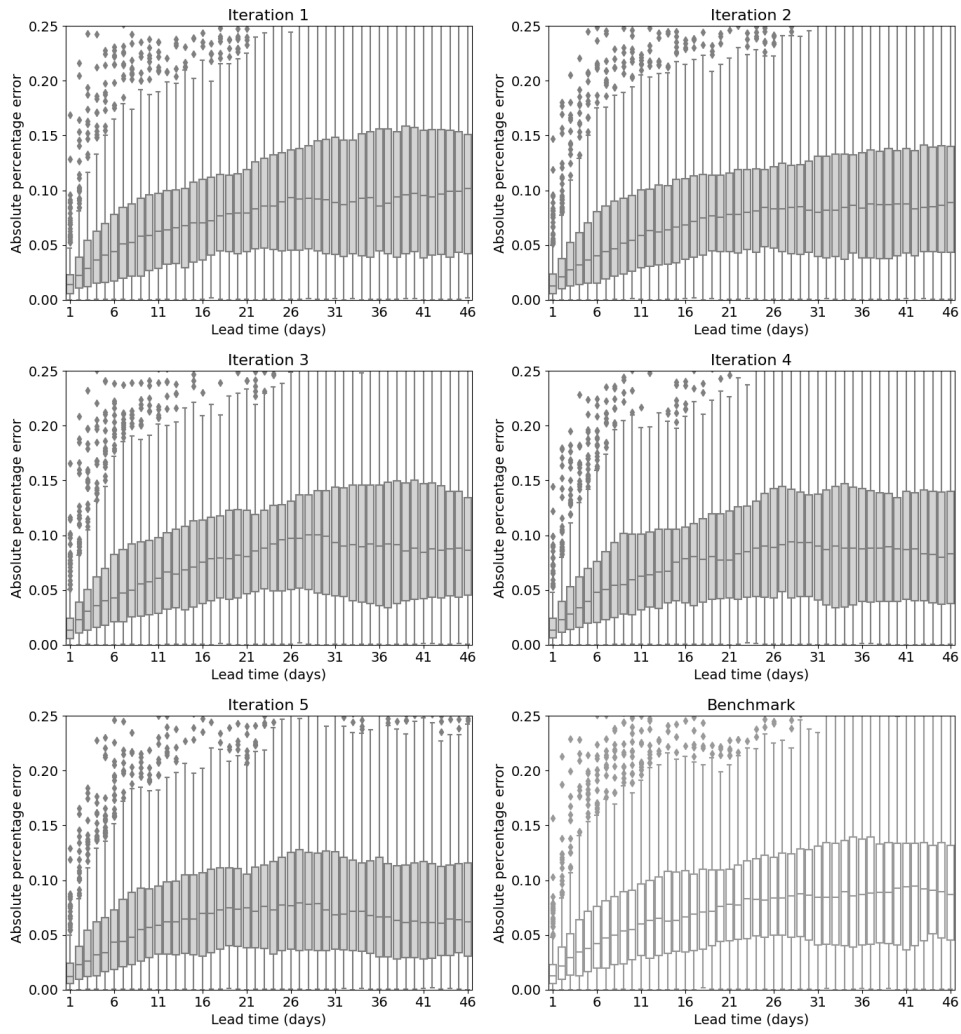 Iteration 1
Absolute percentage error
0.25
0.20
0.15
0.10
0.05
0.00
1 6 11 16 21 26 31 36 41 46
Lead time (days)
Iteration 2
Absolute percentage error
0.25
0.20
0.15
0.10
0.05
0.00
1 6 11 16 21 26 31 36 41 46
Lead time (days)
Iteration 3
Absolute percentage error
0.25
0.20
0.15
0.10
0.05
0.00
1 6 11 16 21 26 31 36 41 46
Lead time (days)
Iteration 4
Absolute percentage error
0.25
0.20
0.15
0.10
0.05
0.00
1 6 11 16 21 26 31 36 41 46
Lead time (days)
Iteration 5
Absolute percentage error
0.25
0.20
0.15
0.10
0.05
0.00
1 6 11 16 21 26 31 36 41 46
Lead time (days)
Benchmark
Absolute percentage error
0.25
0.20
0.15
0.10
0.05
0.00
1 6 11 16 21 26 31 36 41 46
Lead time (days)